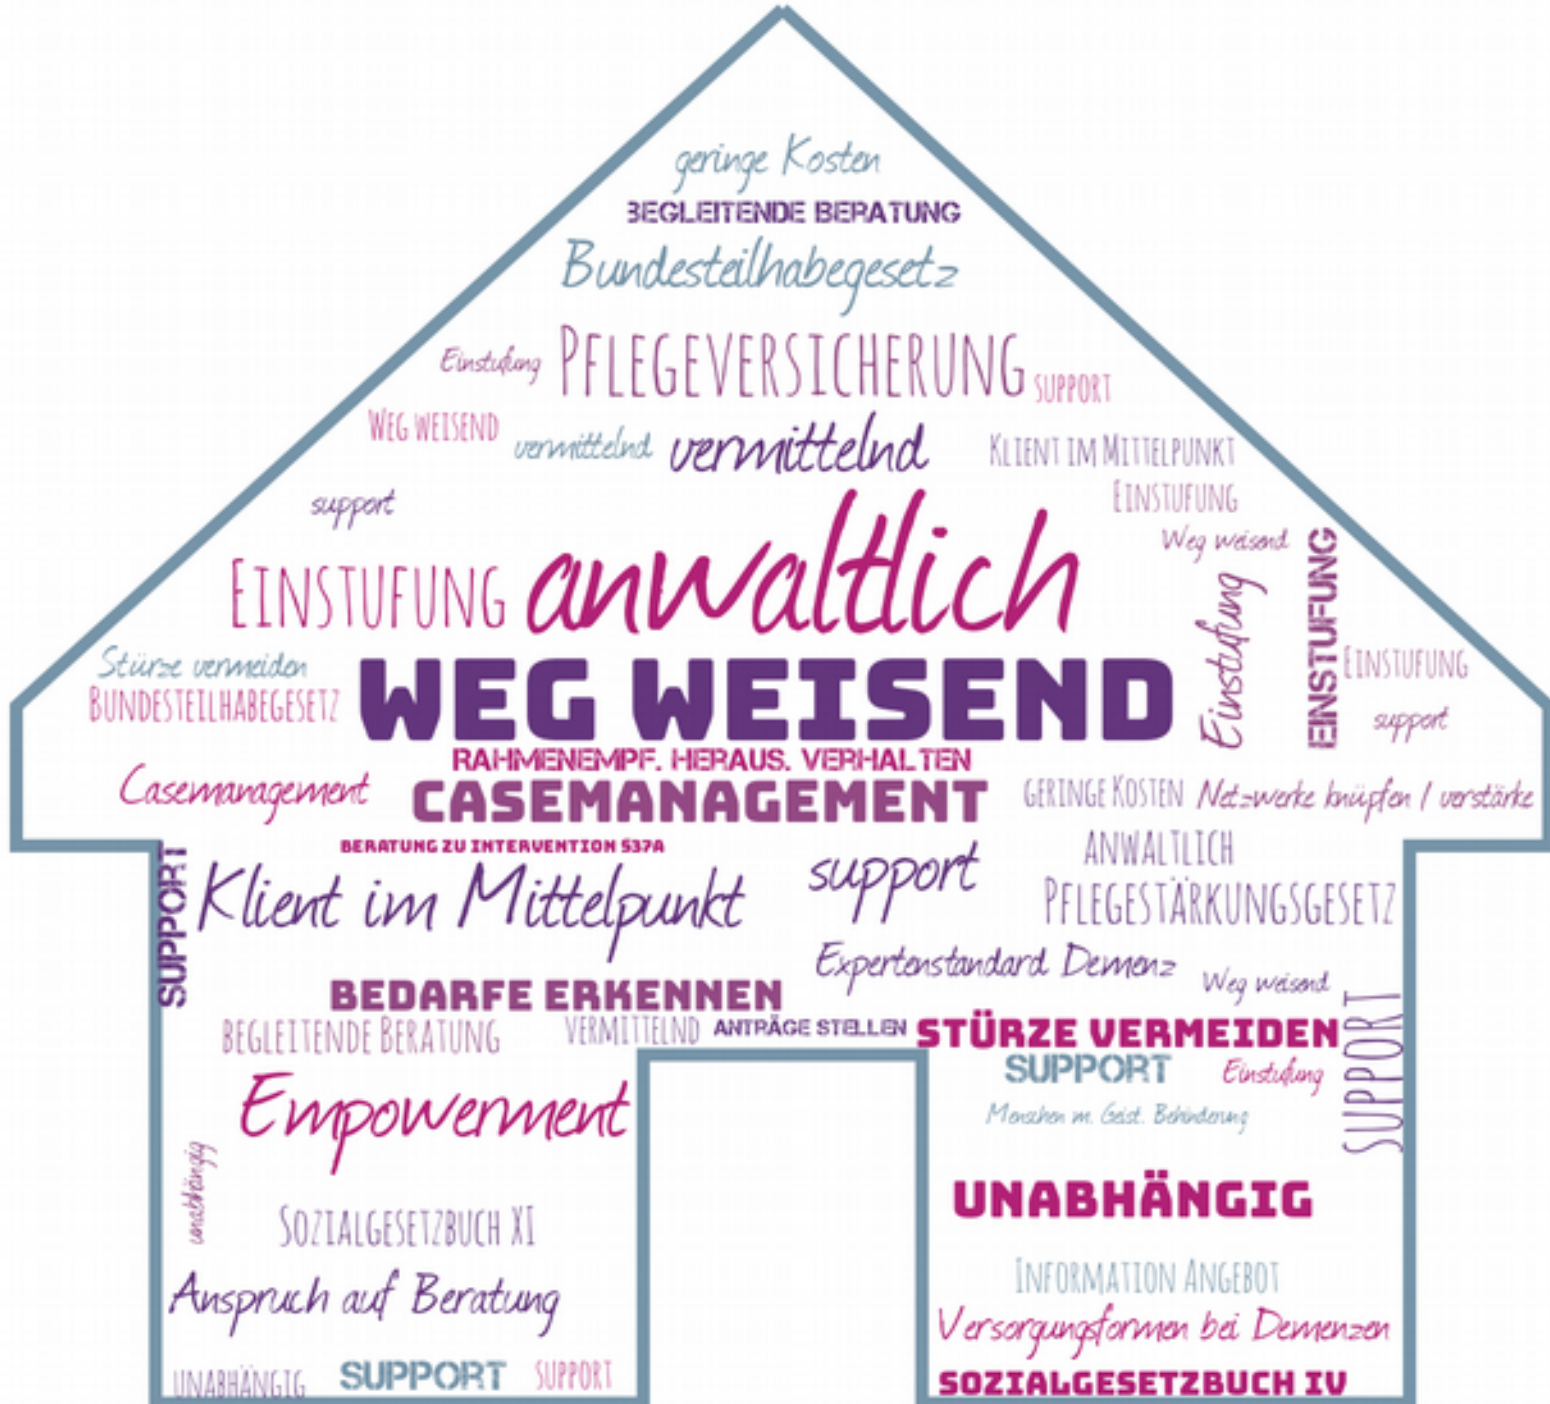 geringe Kosten
BEGLEITENDE BERATUNG
Bundesteilhabegesetz
Einstufung PFLEGEVERSICHERUNG SUPPORT
WEG WEISEND vermittelnd vermittelnd KLIENT IM MITTELPUNKT
support EINSTUFUNG
Weg weisend
EINSTUFUNG anwaltlich Einstufung EINSTUFUNG
Stürze vermeiden EINSTUFUNG
BUNDESTEILHABEGESETZ WEG WEISEND support
RAHMENEMPF. HERAUS. VERHALTEN
Casemanagement CASEMANAGEMENT GERINGE KOSTEN Netzwerke knüpfen / verstärke
BERATUNG ZU INTERVENTION §37A ANWALTLICH
SUPPORT Klient im Mittelpunkt support PFLEGESTÄRKUNGSGESETZ
Expertenstandard Demenz Weg weisend
BEDARFE ERKENNEN
BEGLEITENDE BERATUNG VERMITTELND ANTRÄGE STELLEN STÜRZE VERMEIDEN
SUPPORT Einstufung SUPPORT
Empowerment Menschen m. Geist. Behinderung
unabhängig UNABHÄNGIG
SOZIALGESETZBUCH XI
INFORMATION ANGEBOT
Anspruch auf Beratung Versorgungsformen bei Demenzen
UNABHÄNGIG SUPPORT SUPPORT SOZIALGESETZBUCH IV